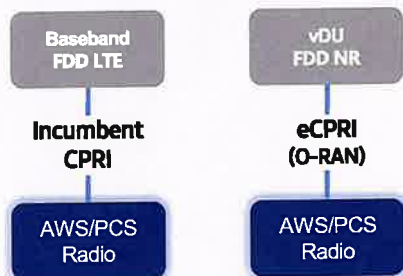 Baseband
FDD LTE
Incumbent
CPRI
AWS/PCS
Radio
vDU
FDD NR
eCPRI
(O-RAN)
AWS/PCS
Radio